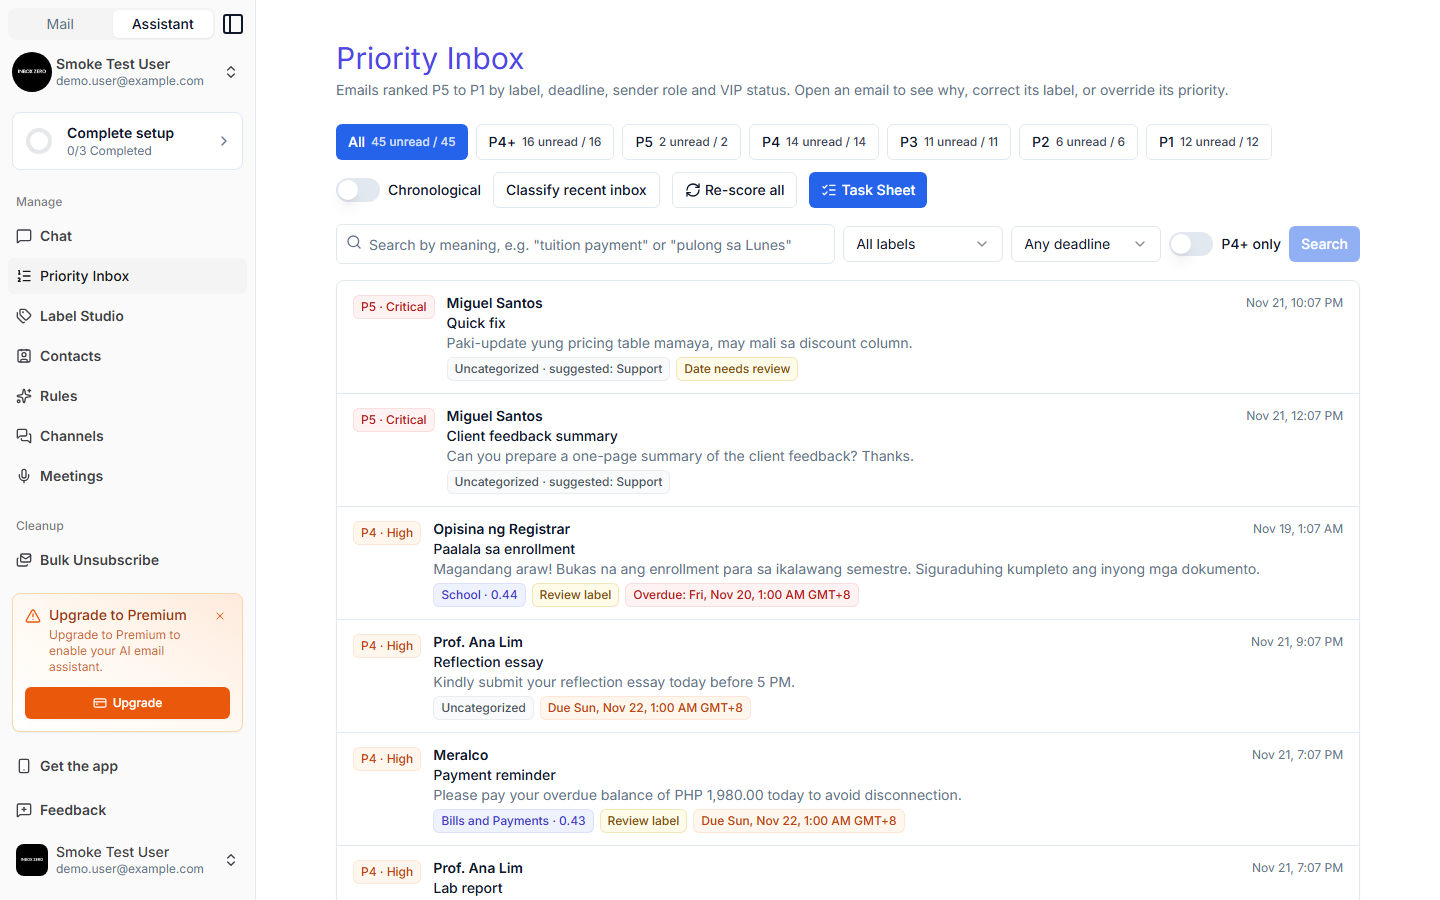 Mail
Assistant
INBOX ZERO
Smoke Test User
demo.user@example.com
Complete setup
0/3 Completed
Manage
Chat
Priority Inbox
Label Studio
Contacts
Rules
Channels
Meetings
Cleanup
Bulk Unsubscribe
Upgrade to Premium
Upgrade to Premium to
enable your AI email
assistant.
Upgrade
Get the app
Feedback
INBOX ZERO
Smoke Test User
demo.user@example.com
Priority Inbox
Emails ranked P5 to P1 by label, deadline, sender role and VIP status. Open an email to see why, correct its label, or override its priority.
All 45 unread / 45
P4+ 16 unread / 16
P5 2 unread / 2
P4 14 unread / 14
P3 11 unread / 11
P2 6 unread / 6
P1 12 unread / 12
Chronological
Classify recent inbox
Re-score all
Task Sheet
Search by meaning, e.g. "tuition payment" or "pulong sa Lunes"
All labels
Any deadline
P4+ only
Search
P5 · Critical
Miguel Santos
Nov 21, 10:07 PM
Quick fix
Paki-update yung pricing table mamaya, may mali sa discount column.
Uncategorized · suggested: Support
Date needs review
P5 · Critical
Miguel Santos
Nov 21, 12:07 PM
Client feedback summary
Can you prepare a one-page summary of the client feedback? Thanks.
Uncategorized · suggested: Support
P4 · High
Opisina ng Registrar
Nov 19, 1:07 AM
Paalala sa enrollment
Magandang araw! Bukas na ang enrollment para sa ikalawang semestre. Siguraduhing kumpleto ang inyong mga dokumento.
School · 0.44
Review label
Overdue: Fri, Nov 20, 1:00 AM GMT+8
P4 · High
Prof. Ana Lim
Nov 21, 9:07 PM
Reflection essay
Kindly submit your reflection essay today before 5 PM.
Uncategorized
Due Sun, Nov 22, 1:00 AM GMT+8
P4 · High
Meralco
Nov 21, 7:07 PM
Payment reminder
Please pay your overdue balance of PHP 1,980.00 today to avoid disconnection.
Bills and Payments · 0.43
Review label
Due Sun, Nov 22, 1:00 AM GMT+8
P4 · High
Prof. Ana Lim
Nov 21, 7:07 PM
Lab report